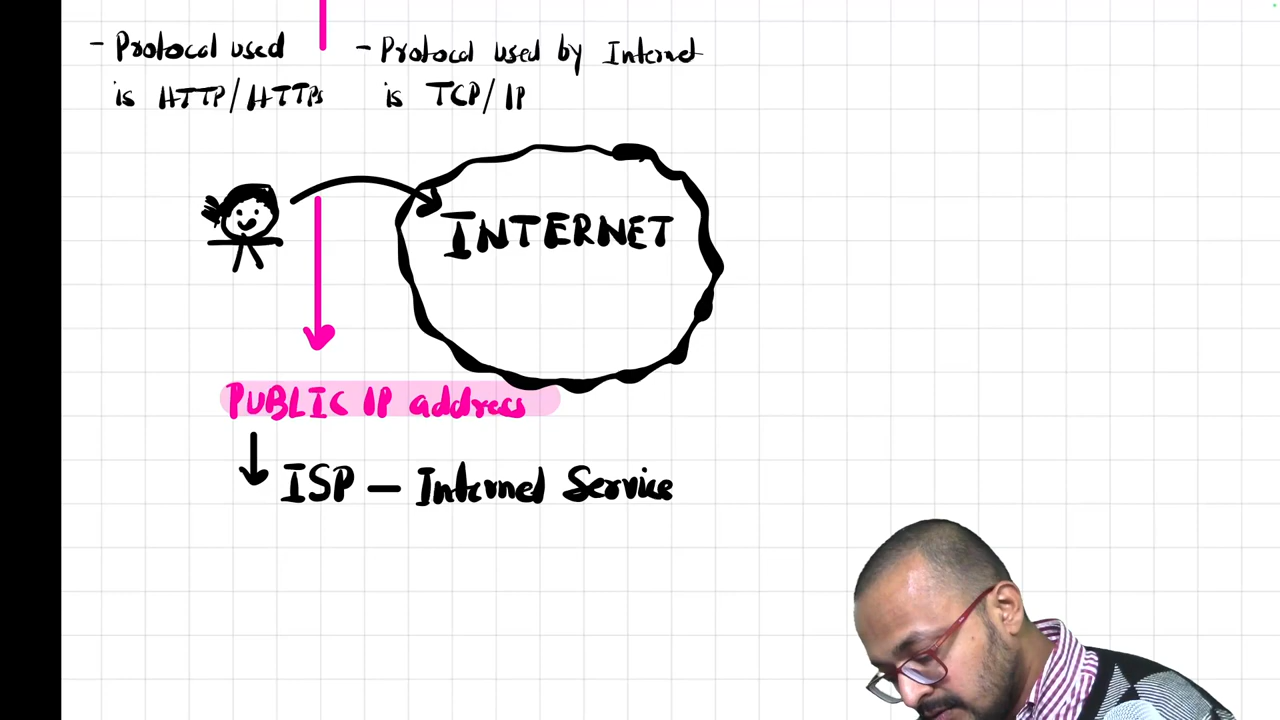 - Protocol used
is HTTP/HTTPs
- Protocol used by Internet
is TCP/IP
INTERNET
PUBLIC IP address
ISP - Internet Service